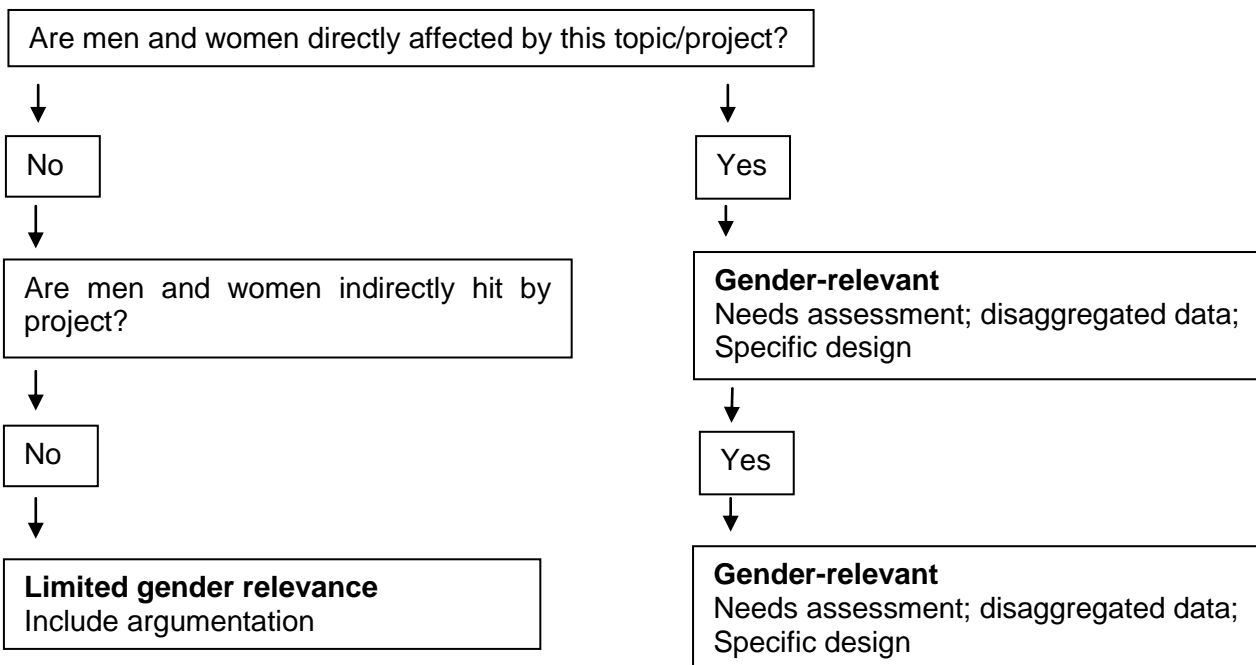 Are men and women directly affected by this topic/project?
No
Yes
Are men and women indirectly hit by
project?
Gender-relevant
Needs assessment; disaggregated data;
Specific design
No
Yes
Limited gender relevance
Include argumentation
Gender-relevant
Needs assessment; disaggregated data;
Specific design